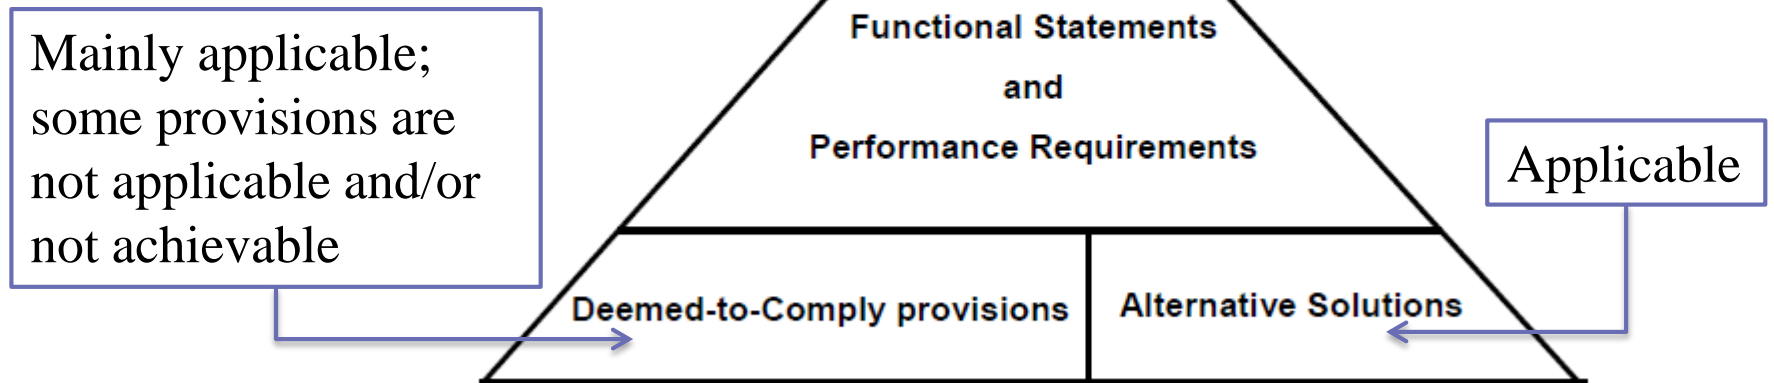 Mainly applicable;
some provisions are
not applicable and/or
not achievable
Functional Statements
and
Performance Requirements
Applicable
Deemed-to-Comply provisions
Alternative Solutions